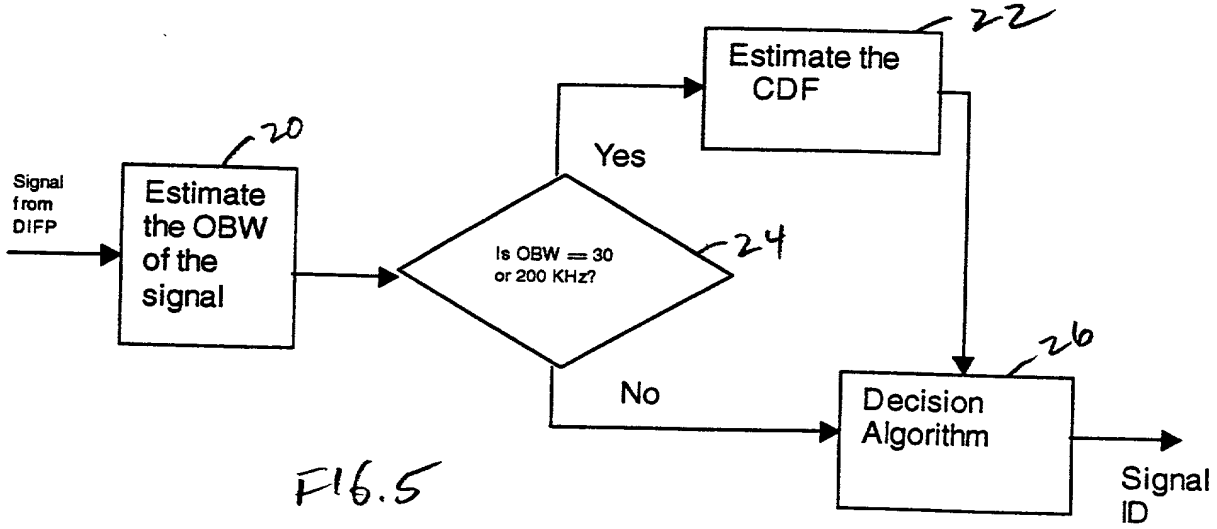 22
Estimate the
CDF
20
Yes
Signal
from
DIFP
Estimate
the OBW
of the
signal
Is OBW == 30
or 200 KHz?
24
26
No
Decision
Algorithm
FIG.5
Signal
ID